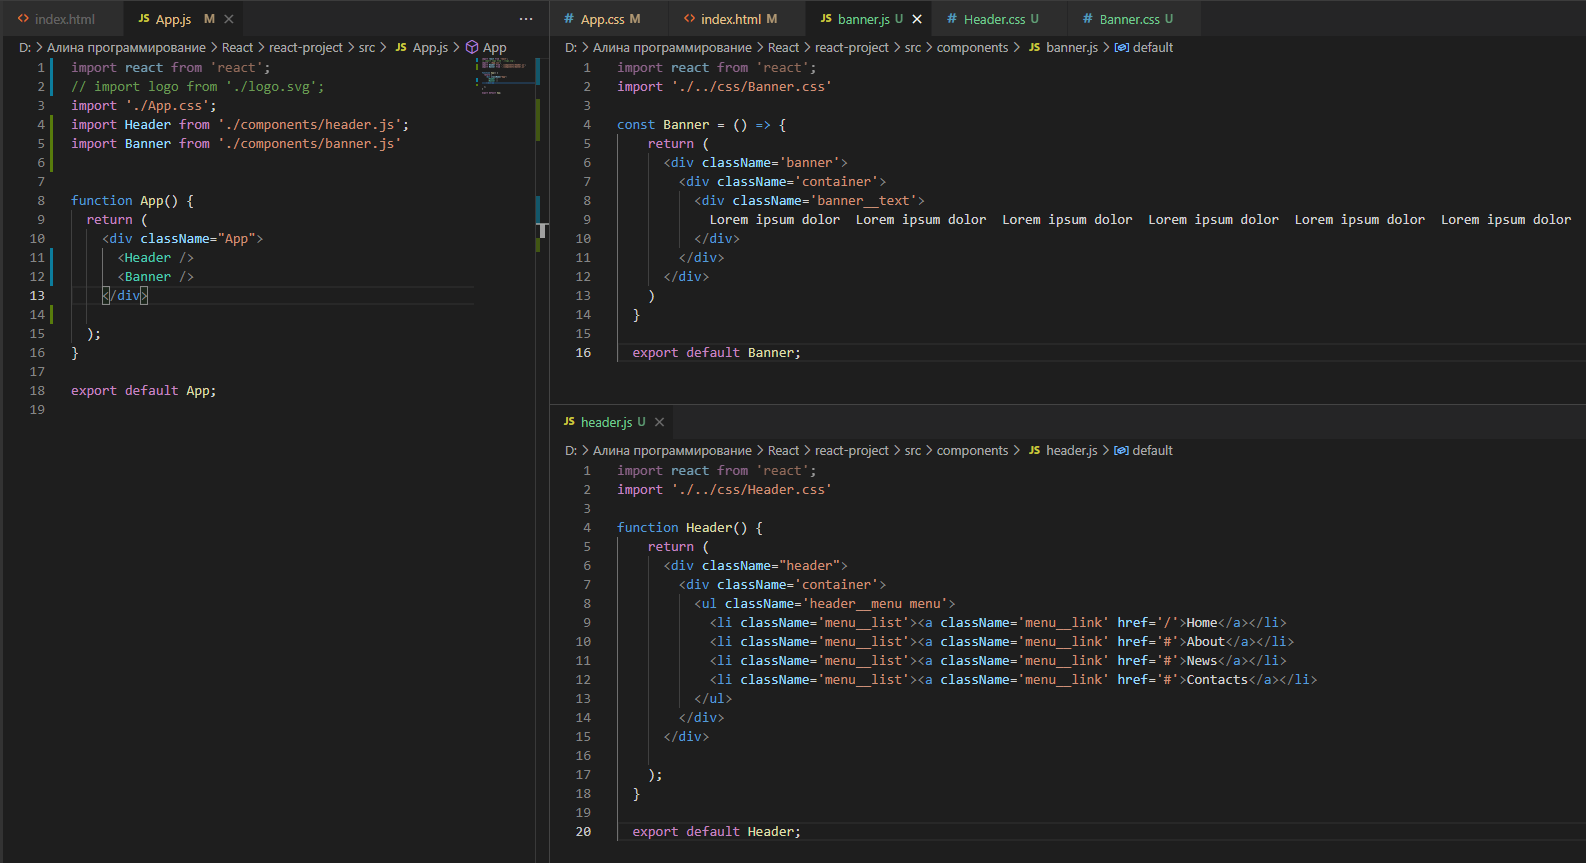 index.html
JS App.js M
D: > Алина программирование > React > react-project > src > JS App.js > App
1 import react from 'react';
2 // import logo from './logo.svg';
3 import './App.css';
4 import Header from './components/header.js';
5 import Banner from './components/banner.js'
6
7
8 function App() {
9 return (
10 <div className="App">
11 <Header />
12 <Banner />
13 </div>
14
15 );
16 }
17
18 export default App;
19
# App.css M
index.html M
JS banner.js U
# Header.css U
# Banner.css U
D: > Алина программирование > React > react-project > src > components > JS banner.js > default
1 import react from 'react';
2 import './../css/Banner.css'
3
4 const Banner = () => {
5 return (
6 <div className='banner'>
7 <div className='container'>
8 <div className='banner__text'>
9 Lorem ipsum dolor  Lorem ipsum dolor  Lorem ipsum dolor  Lorem ipsum dolor  Lorem ipsum dolor  Lorem ipsum dolor
10 </div>
11 </div>
12 </div>
13 )
14 }
15
16 export default Banner;
JS header.js U
D: > Алина программирование > React > react-project > src > components > JS header.js > default
1 import react from 'react';
2 import './../css/Header.css'
3
4 function Header() {
5 return (
6 <div className="header">
7 <div className='container'>
8 <ul className='header__menu menu'>
9 <li className='menu__list'><a className='menu__link' href='/'>Home</a></li>
10 <li className='menu__list'><a className='menu__link' href='#'>About</a></li>
11 <li className='menu__list'><a className='menu__link' href='#'>News</a></li>
12 <li className='menu__list'><a className='menu__link' href='#'>Contacts</a></li>
13 </ul>
14 </div>
15 </div>
16
17 );
18 }
19
20 export default Header;